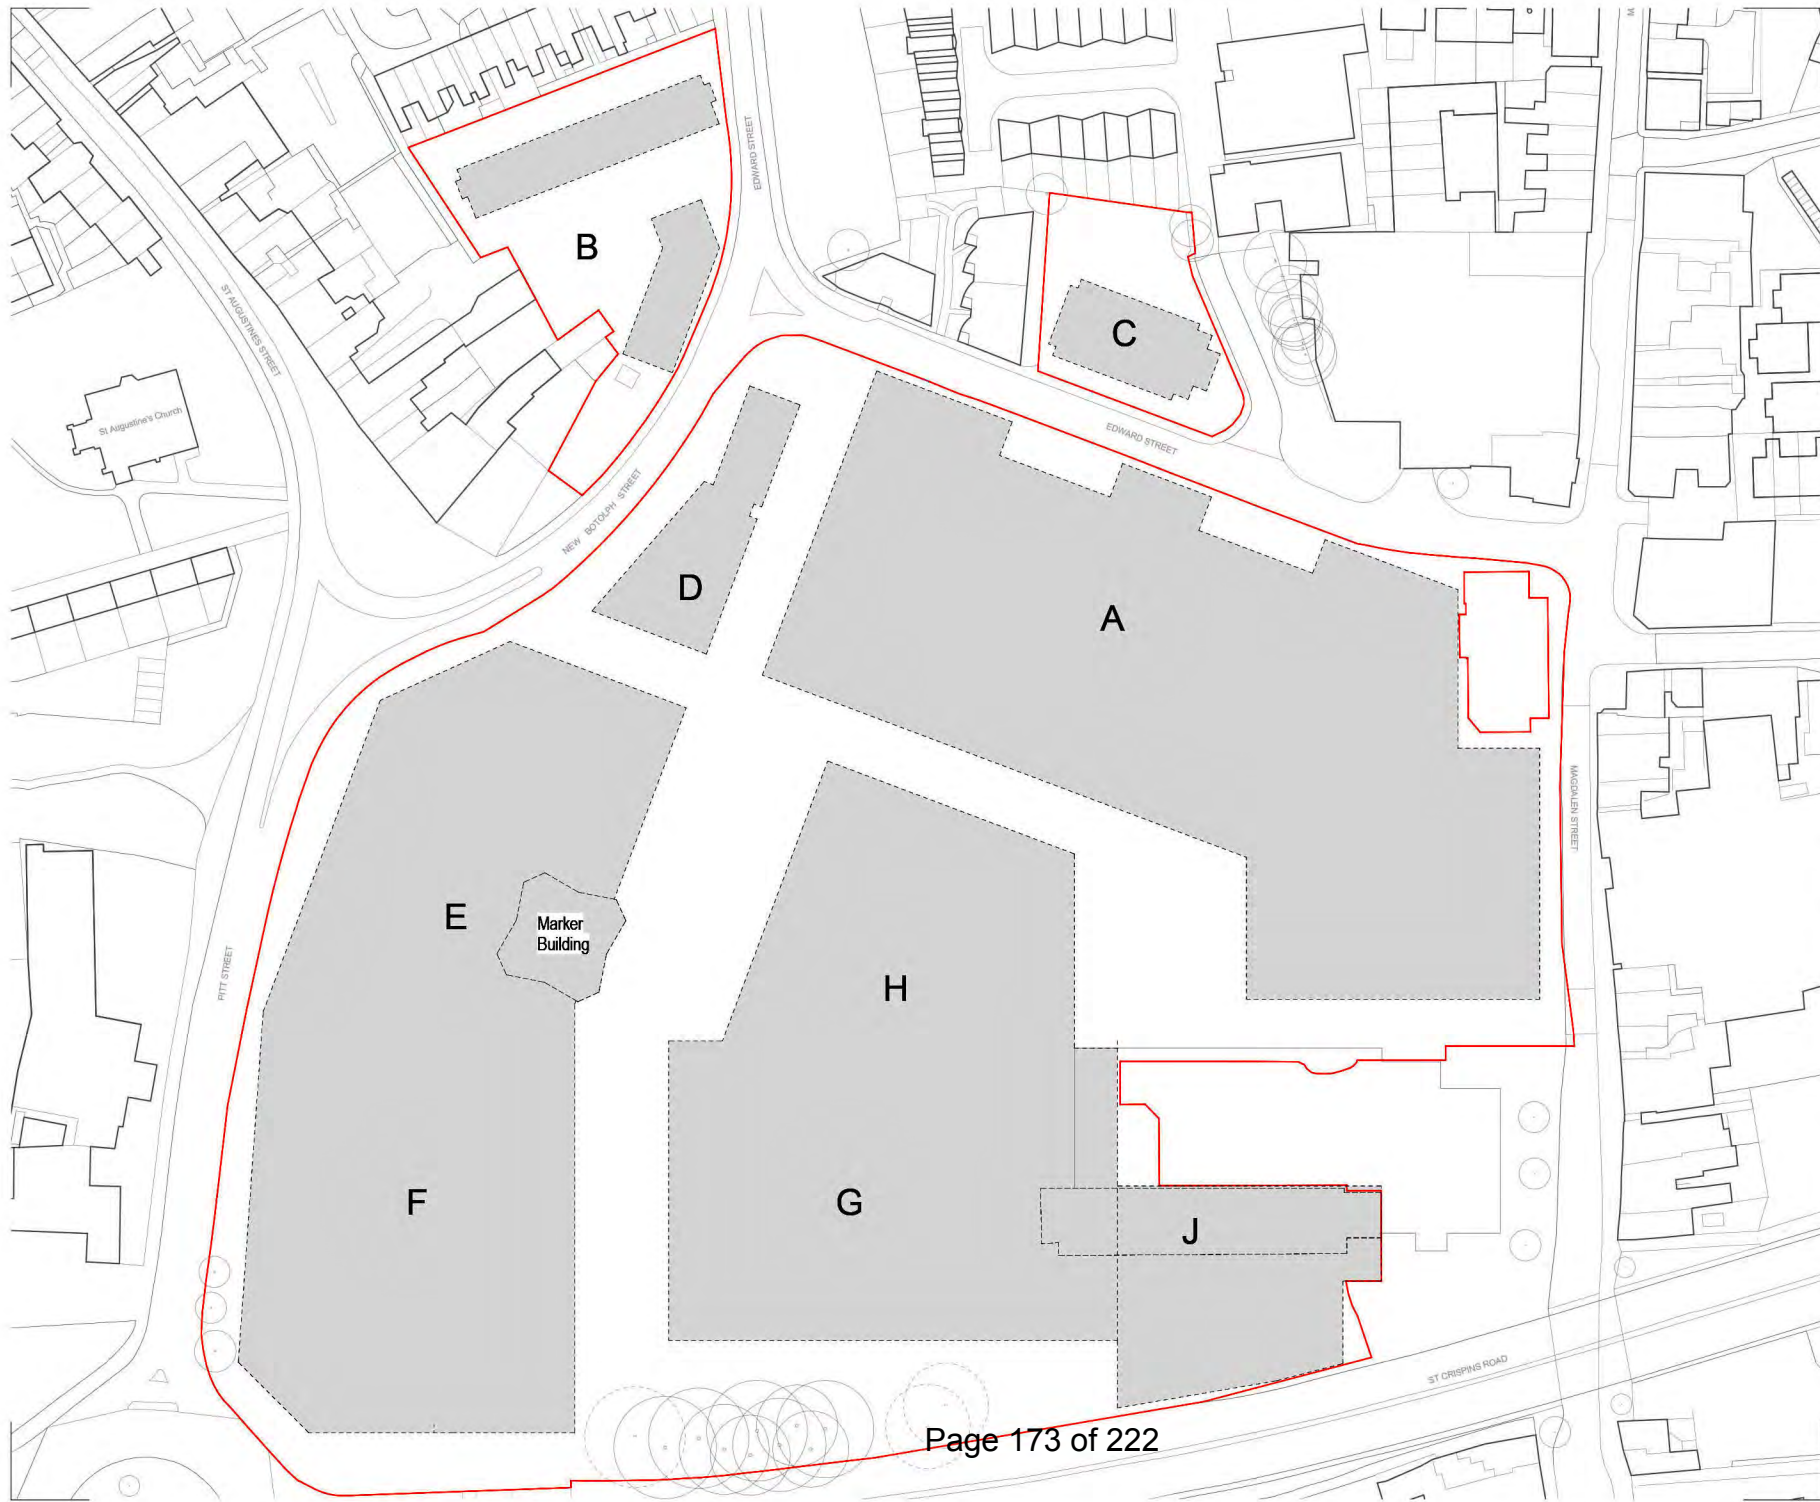 EDWARD STREET
B
ST AUGUSTINES STREET
C
St Augustine's Church
EDWARD STREET
NEW BOTOLPH STREET
D
A
MAGDALEN STREET
E
Marker
Building
PITT STREET
H
F
G
J
ST CRISPINS ROAD
Page 173 of 222